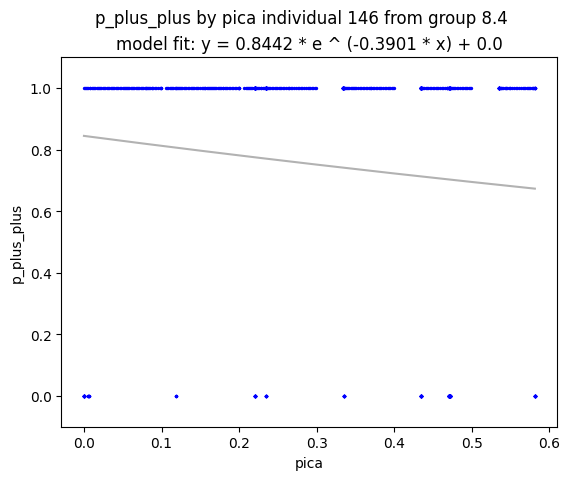 p_plus_plus by pica individual 146 from group 8.4
model fit: y = 0.8442 * e ^ (-0.3901 * x) + 0.0
1.0
0.8
0.6
0.4
0.2
0.0
p_plus_plus
0.0 0.1 0.2 0.3 0.4 0.5 0.6
pica